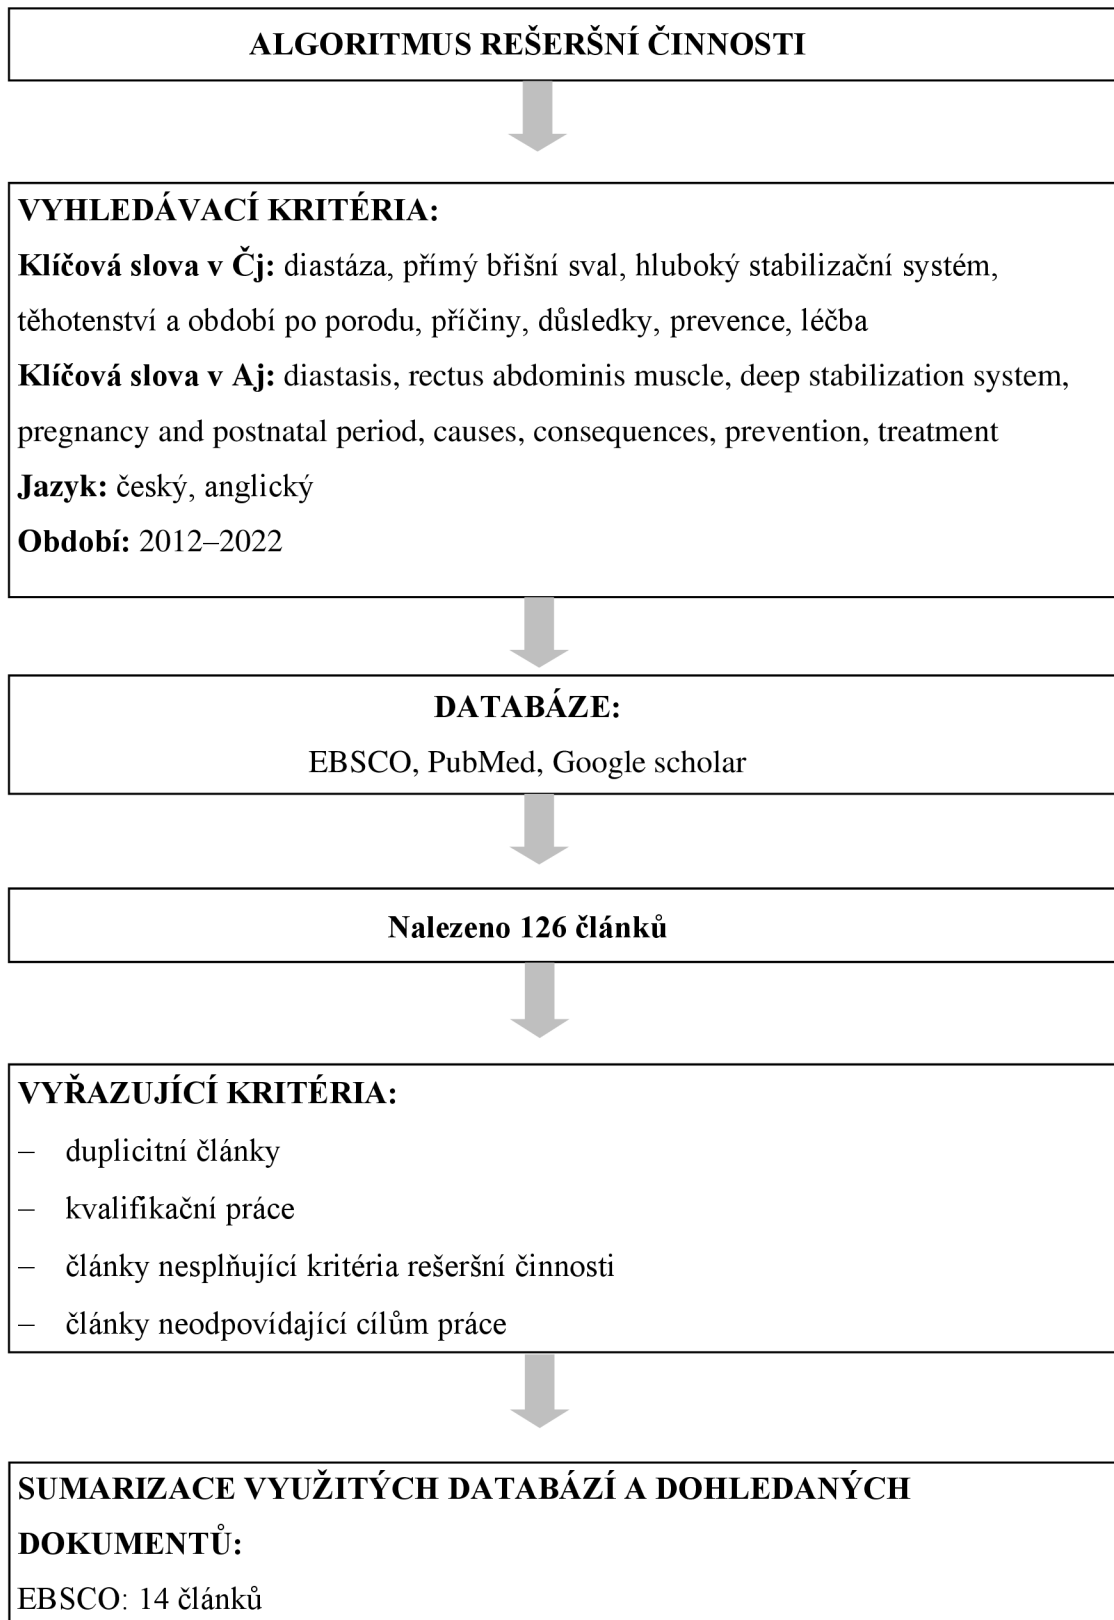 ALGORITMUS REŠERŠNÍ ČINNOSTI
VYHLEDÁVACÍ KRITÉRIA:
Klíčová slova v Čj: diastáza, přímý břišní sval, hluboký stabilizační systém,
těhotenství a období po porodu, příčiny, důsledky, prevence, léčba
Klíčová slova v Aj: diastasis, rectus abdominis muscle, deep stabilization system,
pregnancy and postnatal period, causes, consequences, prevention, treatment
Jazyk: český, anglický
Období: 2012–2022
DATABÁZE:
EBSCO, PubMed, Google scholar
Nalezeno 126 článků
VYŘAZUJÍCÍ KRITÉRIA:
– duplicitní články
– kvalifikační práce
– články nesplňující kritéria rešeršní činnosti
– články neodpovídající cílům práce
SUMARIZACE VYUŽITÝCH DATABÁZÍ A DOHLEDANÝCH
DOKUMENTŮ:
EBSCO: 14 článků